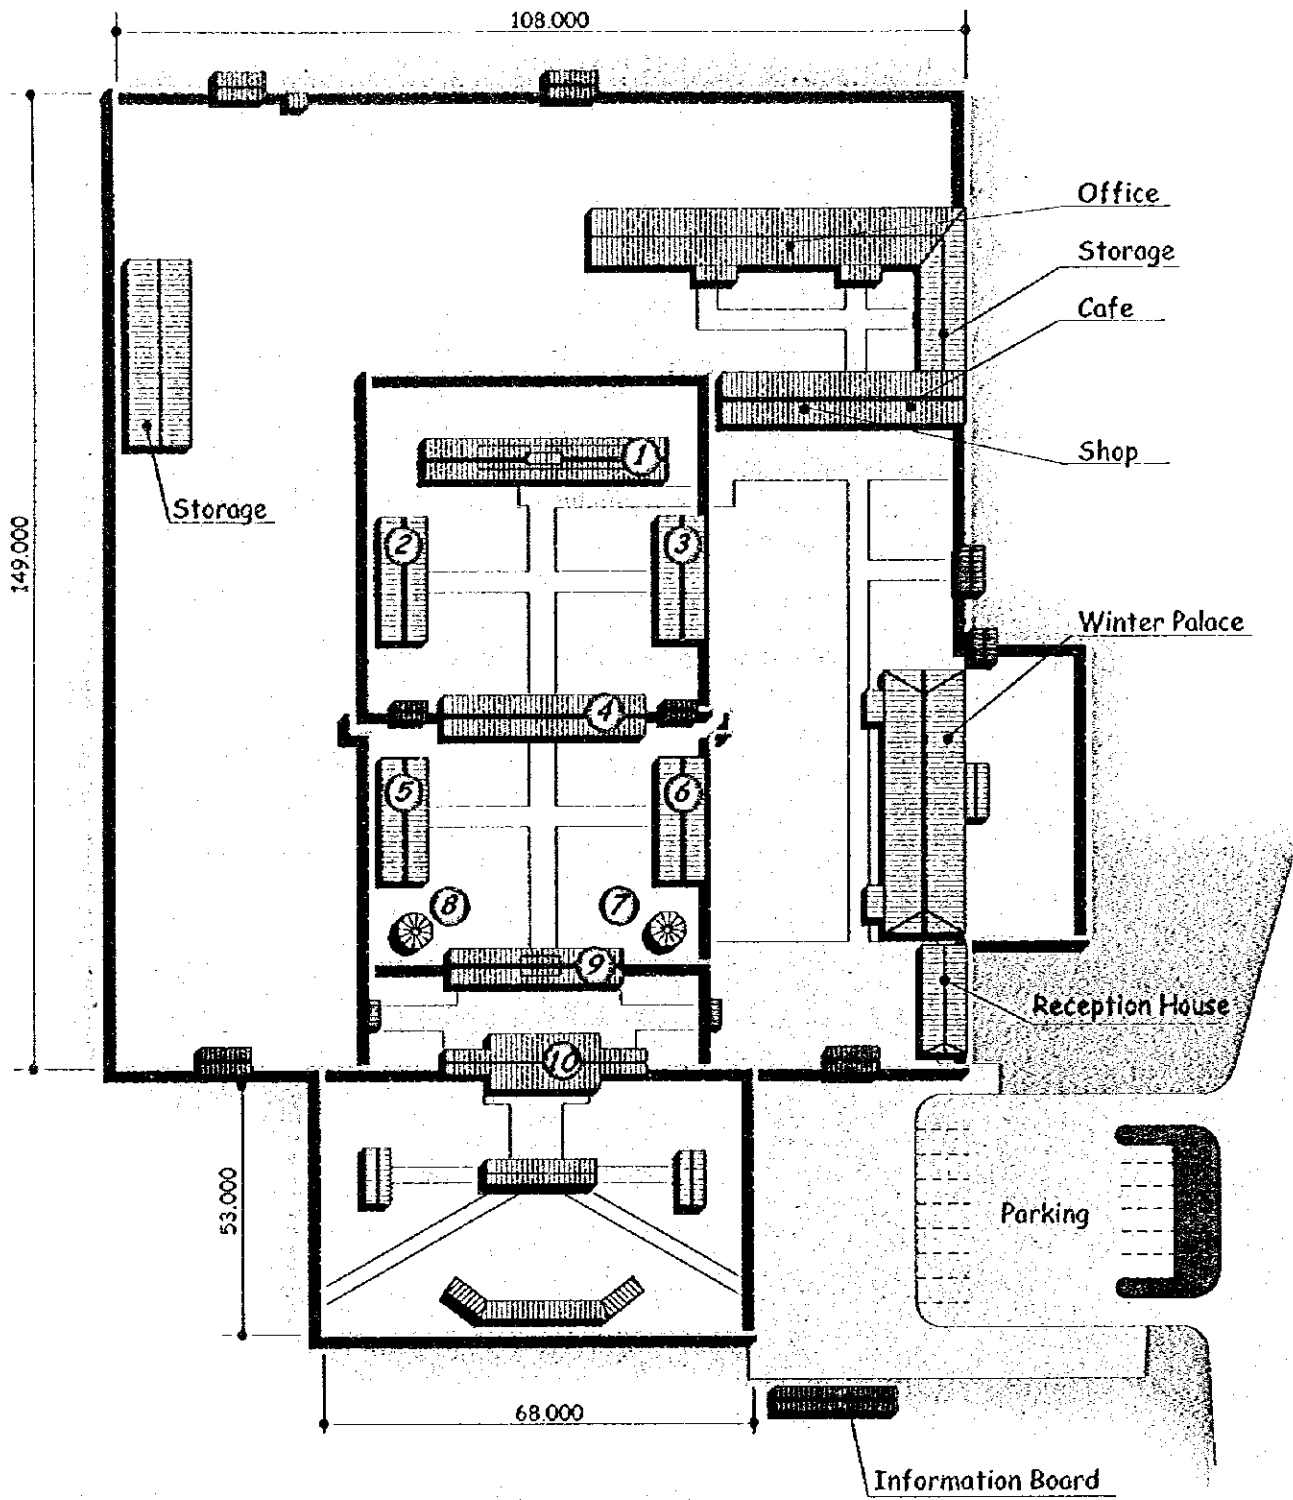 108.000
Office
Storage
Cafe
Shop
1
Storage
2
3
149.000
Winter Palace
4
5
6
8
7
9
Reception House
10
53.000
Parking
68.000
Information Board